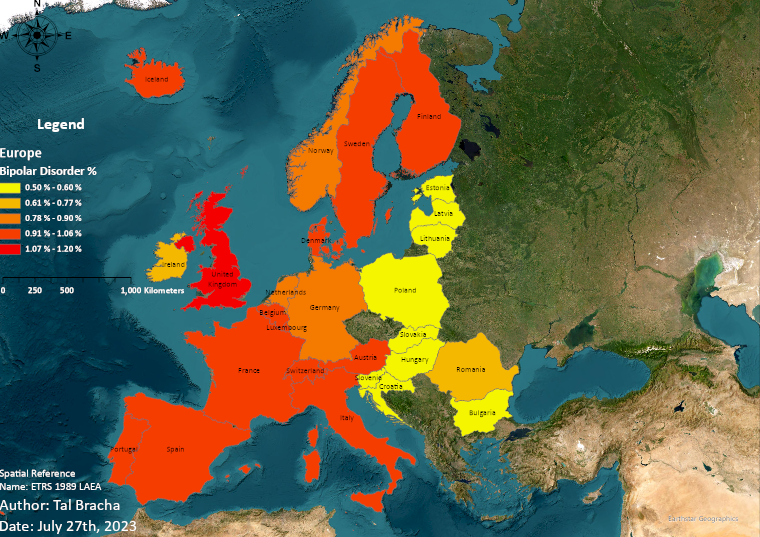 N
W E
S
Iceland
Legend
Europe
Bipolar Disorder %
0.50 % - 0.60 %
0.61 % - 0.77 %
0.78 % - 0.90 %
0.91 % - 1.06 %
1.07 % - 1.20 %
0 250 500 1,000 Kilometers
Finland
Sweden
Norway
Estonia
Latvia
Lithuania
Denmark
Ireland
United
Kingdom
Netherlands
Poland
Germany
Belgium
Luxembourg
Slovakia
Austria
Hungary
France
Switzerland
Romania
Slovenia
Croatia
Bulgaria
Italy
Portugal
Spain
Spatial Reference
Name: ETRS 1989 LAEA
Author: Tal Bracha
Date: July 27th, 2023
Earthstar Geographics